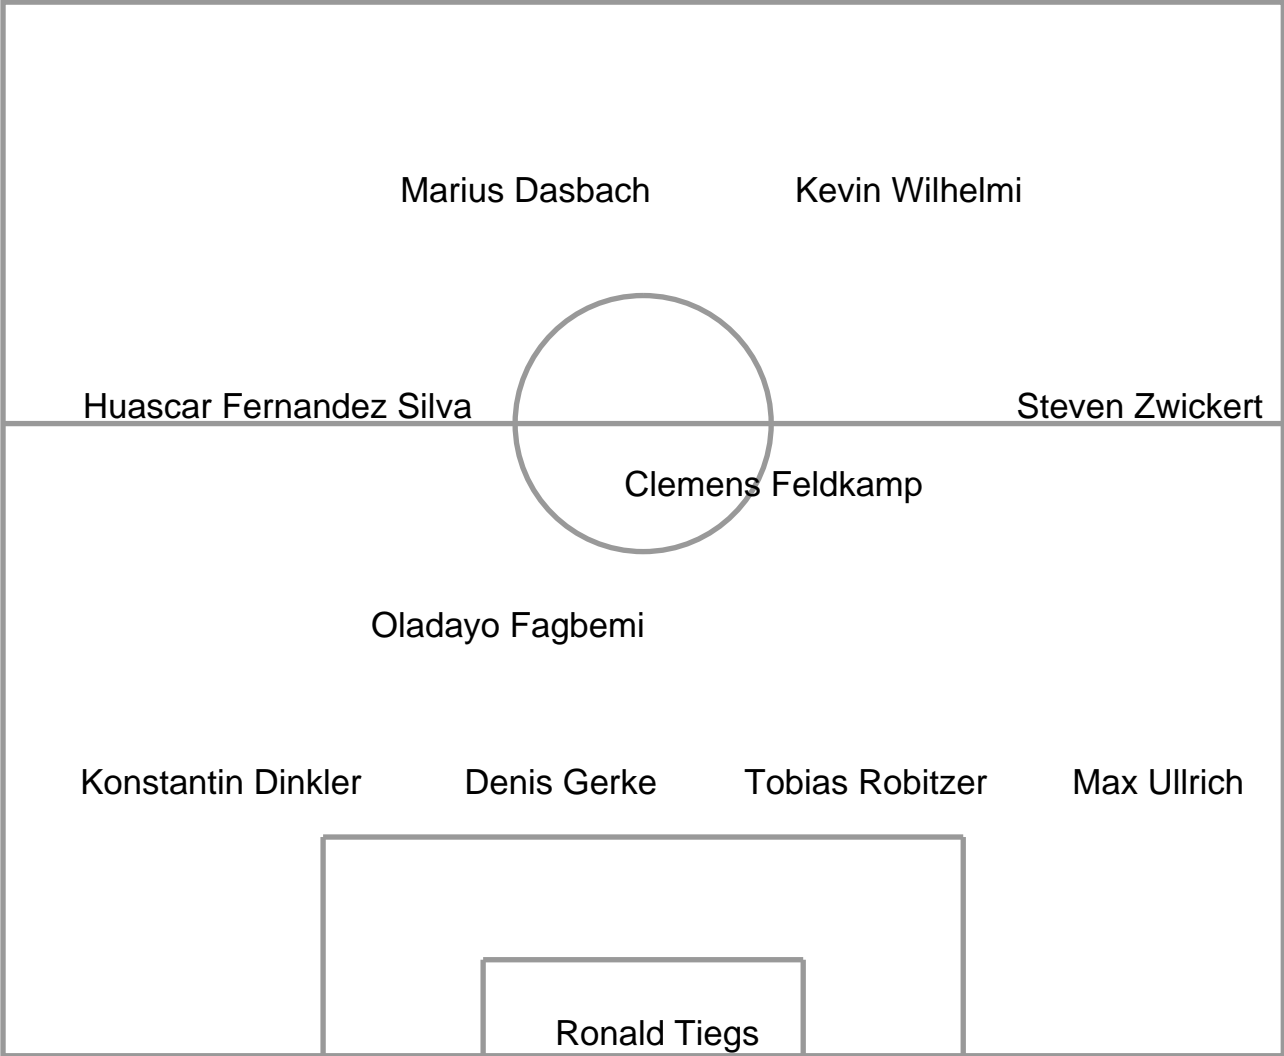 Marius Dasbach Kevin Wilhelmi
Huascar Fernandez Silva Steven Zwickert
Clemens Feldkamp
Oladayo Fagbemi
Konstantin Dinkler Denis Gerke Tobias Robitzer Max Ullrich
Ronald Tiegs